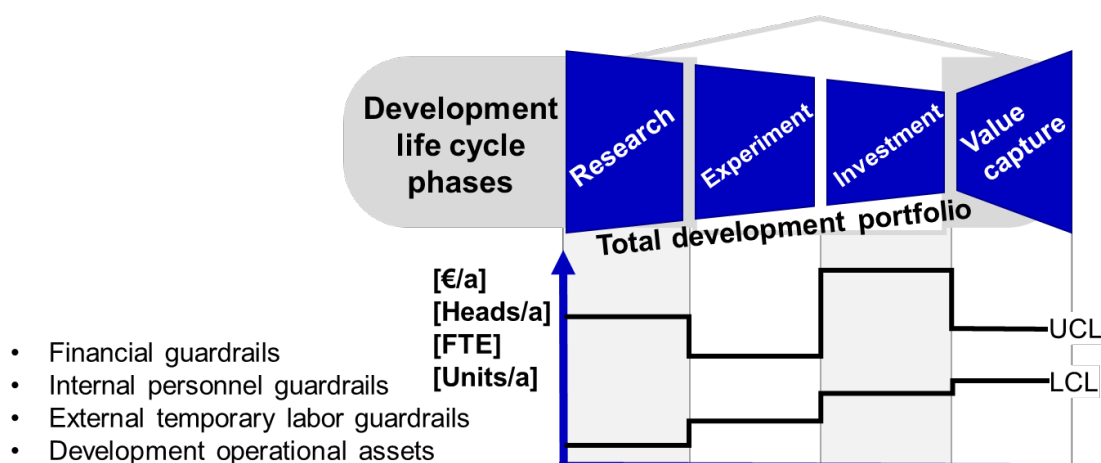 Development
life cycle
phases
Research
Experiment
Investment
Value
capture
Total development portfolio
[€/a]
[Heads/a]
[FTE]
[Units/a]
UCL
LCL
• Financial guardrails
• Internal personnel guardrails
• External temporary labor guardrails
• Development operational assets